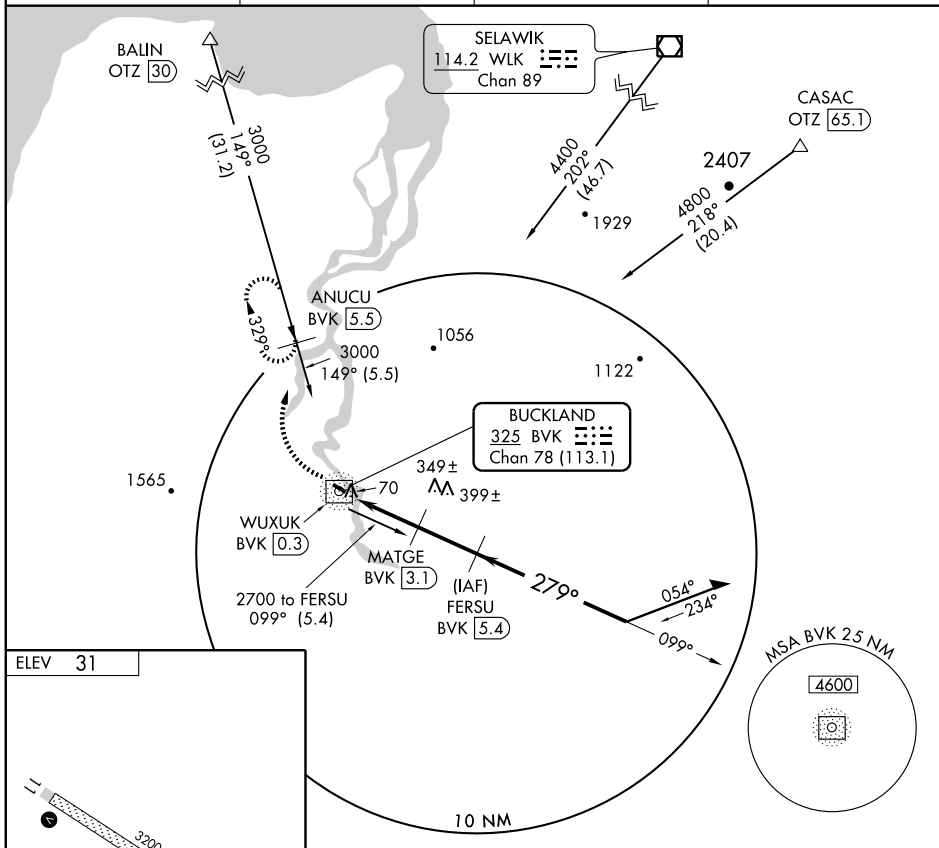 BALIN
OTZ 30
SELAWIK
114.2 WLK
Chan 89
CASAC
OTZ 65.1
3000
149°
(31.2)
4400
202°
(46.7)
2407
4800
218°
(20.4)
1929
ANUCU
BVK 5.5
329°
3000
149° (5.5)
1056
1122
BUCKLAND
325 BVK
Chan 78 (113.1)
1565
349±
399±
70
WUXUK
BVK 0.3
MATGE
BVK 3.1
2700 to FERSU
099° (5.4)
(IAF)
FERSU
BVK 5.4
279°
054°
234°
099°
MSA BVK 25 NM
4600
ELEV 31
11
3200
10 NM